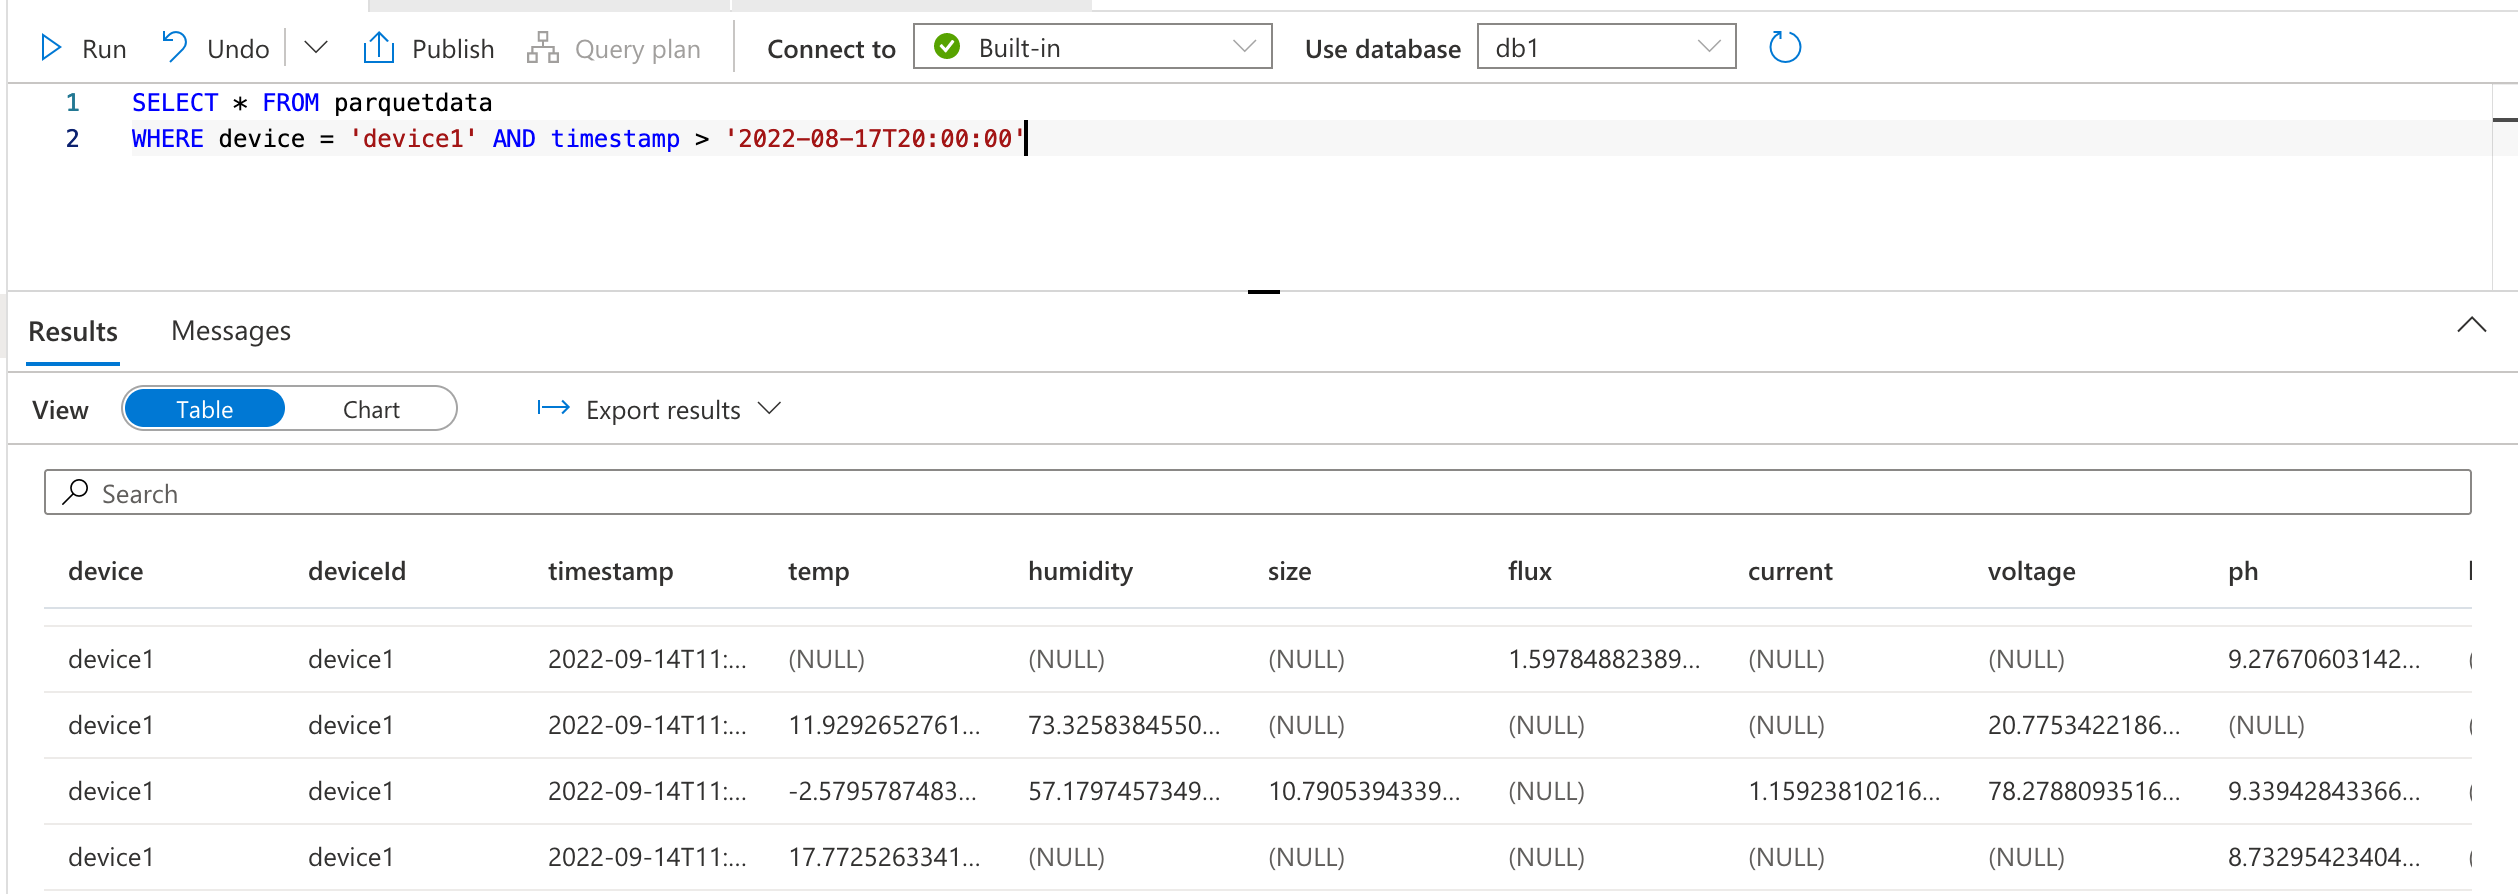 Run Undo Publish Query plan Connect to Built-in Use database db1
1 SELECT * FROM parquetdata
2 WHERE device = 'device1' AND timestamp > '2022-08-17T20:00:00'
Results Messages
View Table Chart Export results
Search
device deviceId timestamp temp humidity size flux current voltage ph
device1 device1 2022-09-14T11:... (NULL) (NULL) (NULL) 1.59784882389... (NULL) (NULL) 9.27670603142...
device1 device1 2022-09-14T11:... 11.9292652761... 73.3258384550... (NULL) (NULL) (NULL) 20.7753422186... (NULL)
device1 device1 2022-09-14T11:... -2.5795787483... 57.1797457349... 10.7905394339... (NULL) 1.15923810216... 78.2788093516... 9.33942843366...
device1 device1 2022-09-14T11:... 17.7725263341... (NULL) (NULL) (NULL) (NULL) (NULL) 8.73295423404...